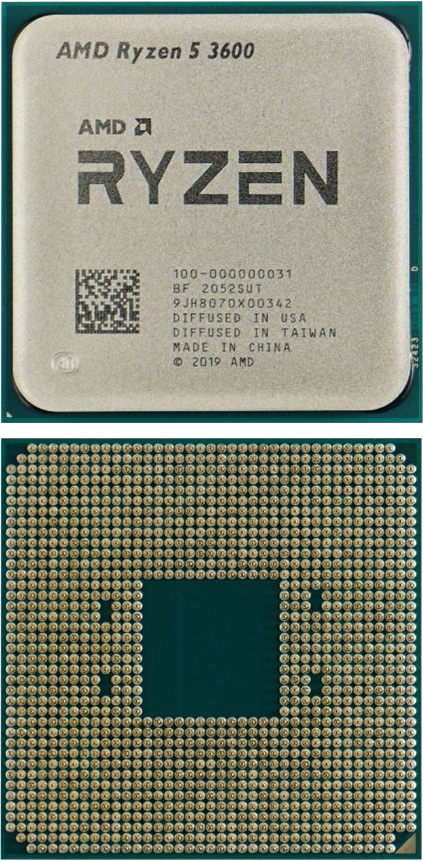 AMD Ryzen 5 3600
AMD
RYZEN
100-000000031
BF 2052SUT
9JH8070X00342
DIFFUSED IN USA
DIFFUSED IN TAIWAN
MADE IN CHINA
© 2019 AMD